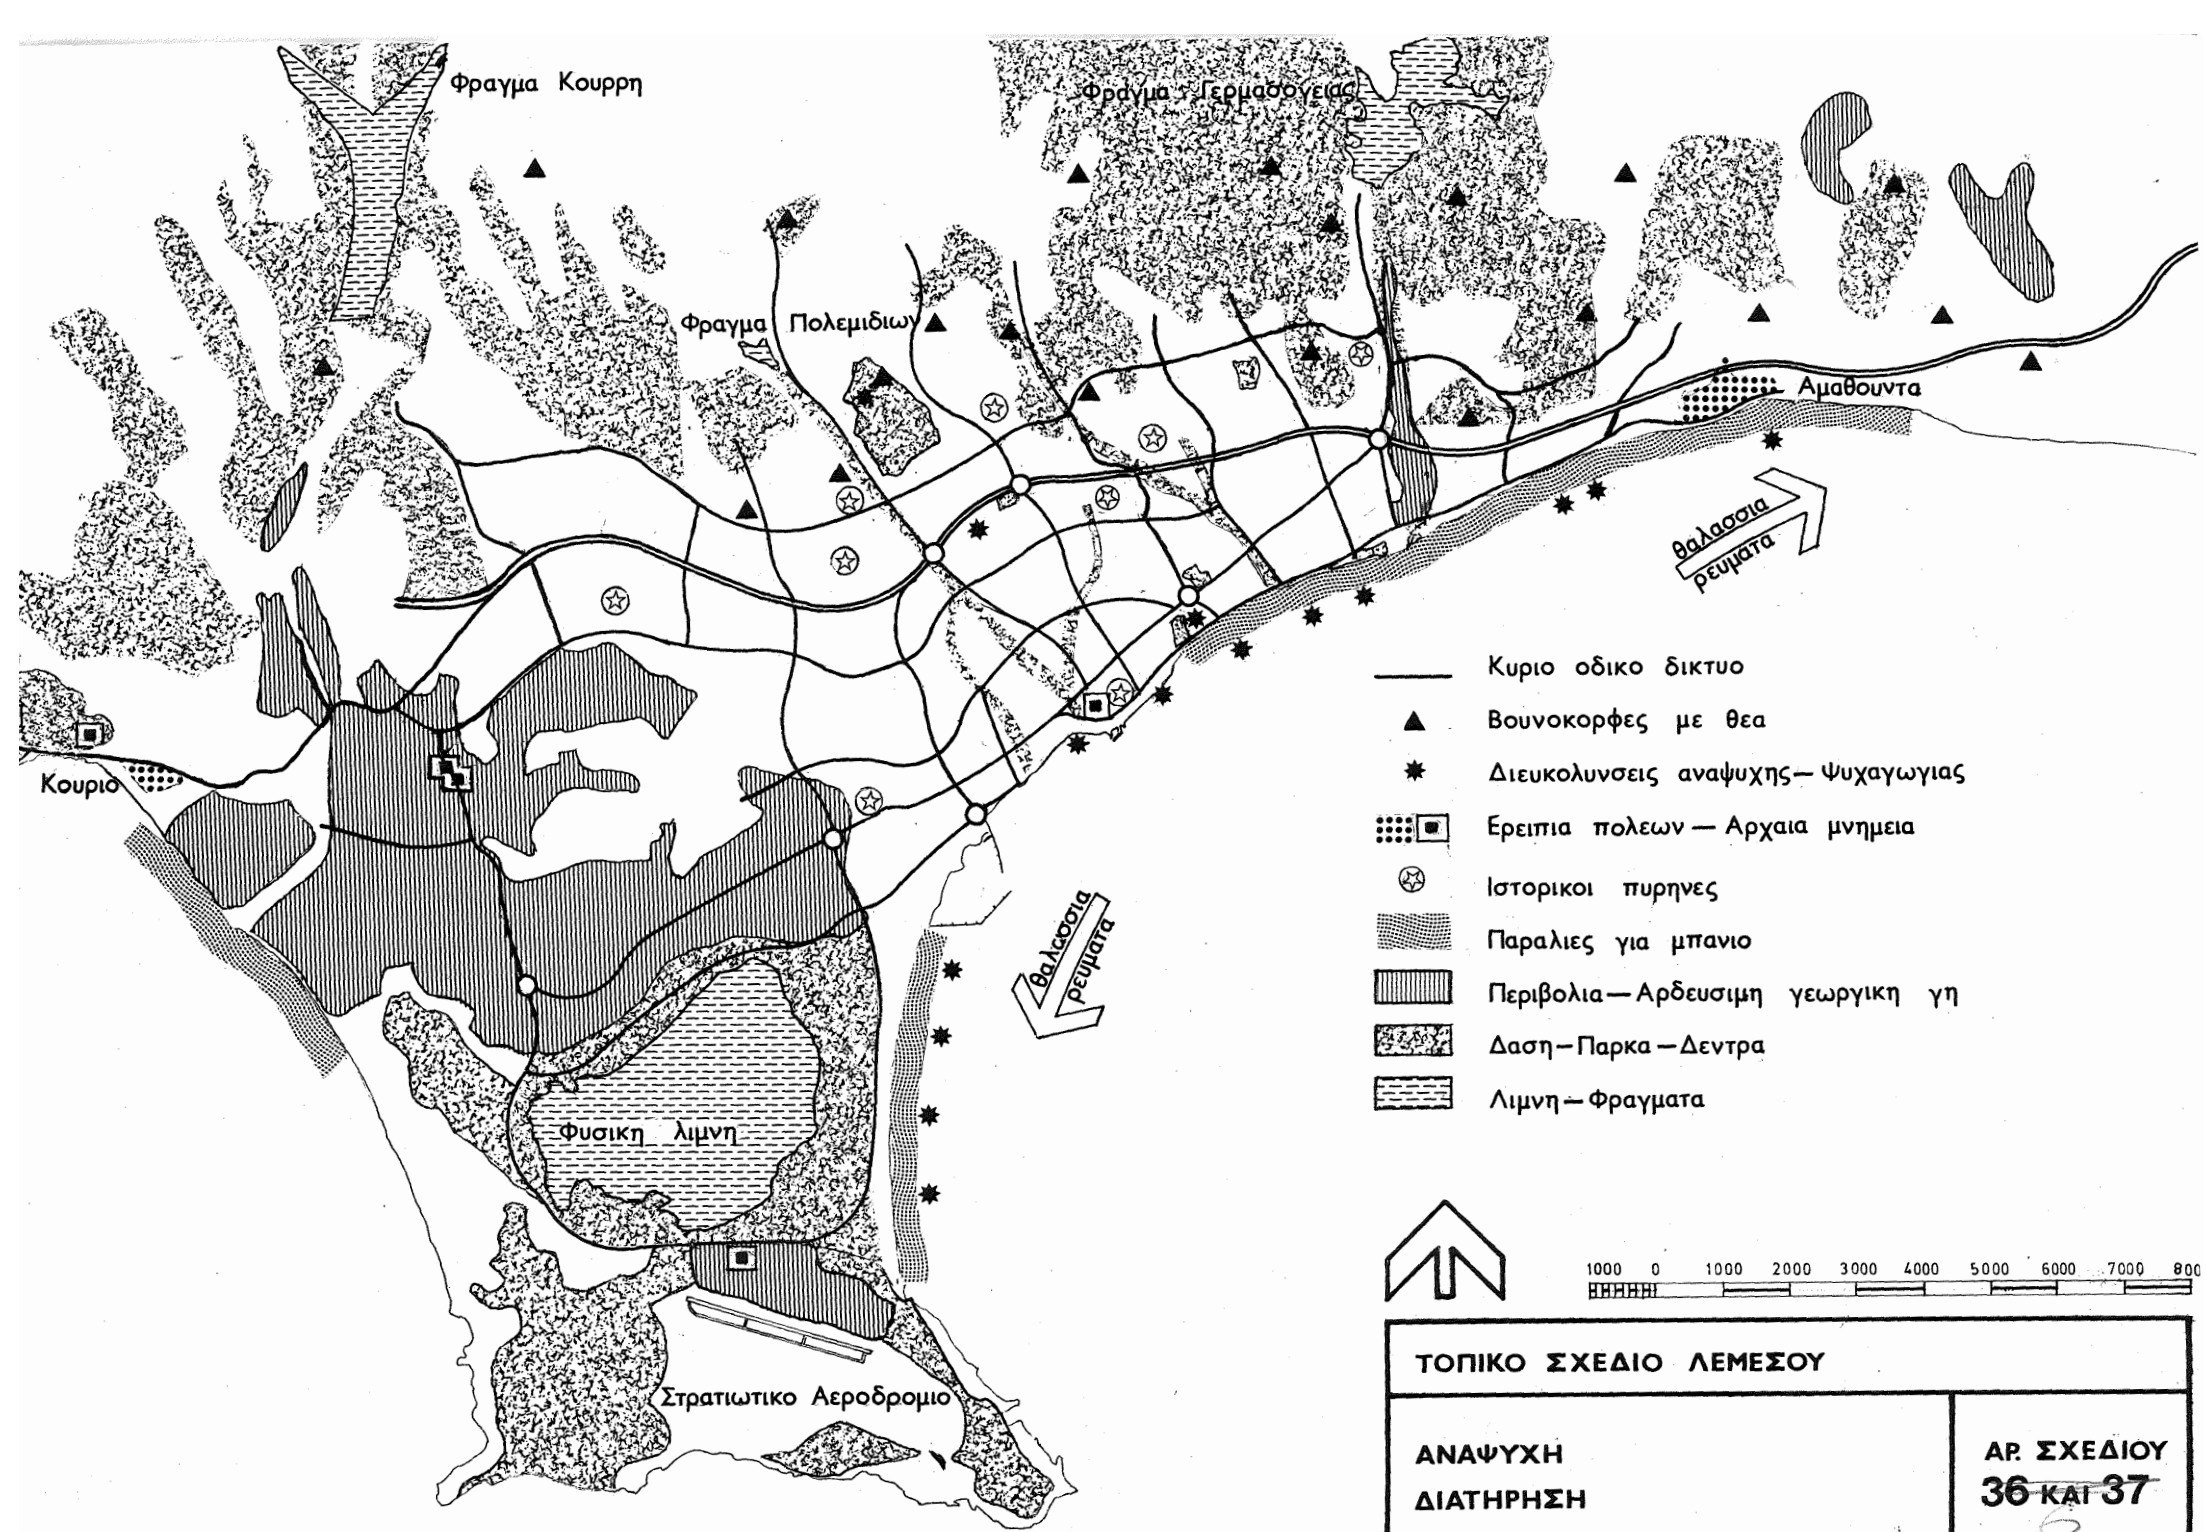 Φραγμα Κουρρη
Φραγμα Γερμασογειας
Φραγμα Πολεμιδιων
Αμαθουντα
θαλασσια
ρευματα
Κουριο
θαλασσια
ρευματα
Φυσικη λιμνη
Στρατιωτικο Αεροδρομιο
Κυριο οδικο δικτυο
Βουνοκορφες με θεα
Διευκολυνσεις αναψυχης—Ψυχαγωγιας
Ερειπια πολεων—Αρχαια μνημεια
Ιστορικοι πυρηνες
Παραλιες για μπανιο
Περιβολια—Αρδευσιμη γεωργικη γη
Δαση—Παρκα—Δεντρα
Λιμνη—Φραγματα
1000 0 1000 2000 3000 4000 5000 6000 7000 800
ΤΟΠΙΚΟ ΣΧΕΔΙΟ ΛΕΜΕΣΟΥ
ΑΝΑΨΥΧΗ
ΔΙΑΤΗΡΗΣΗ
ΑΡ. ΣΧΕΔΙΟΥ
36 ΚΑΙ 37